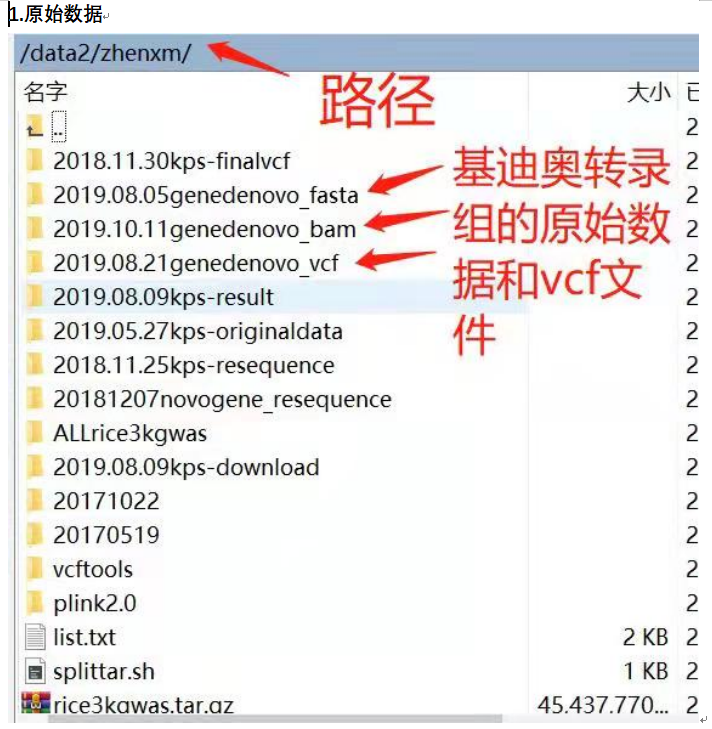 1.原始数据
/data2/zhenxm/
路径
名字 大小 已
.. 2
2018.11.30kps-finalvcf 2
2019.08.05genedenovo_fasta 2
2019.10.11genedenovo_bam 2
2019.08.21genedenovo_vcf 2
基迪奥转录
组的原始数
据和vcf文
件
2019.08.09kps-result 2
2019.05.27kps-originaldata 2
2018.11.25kps-resequence 2
20181207novogene_resequence 2
ALLrice3kgwas 2
2019.08.09kps-download 2
20171022 2
20170519 2
vcftools 2
plink2.0 2
list.txt 2 KB 2
splittar.sh 1 KB 2
rice3kgwas.tar.gz 45.437.770... 2